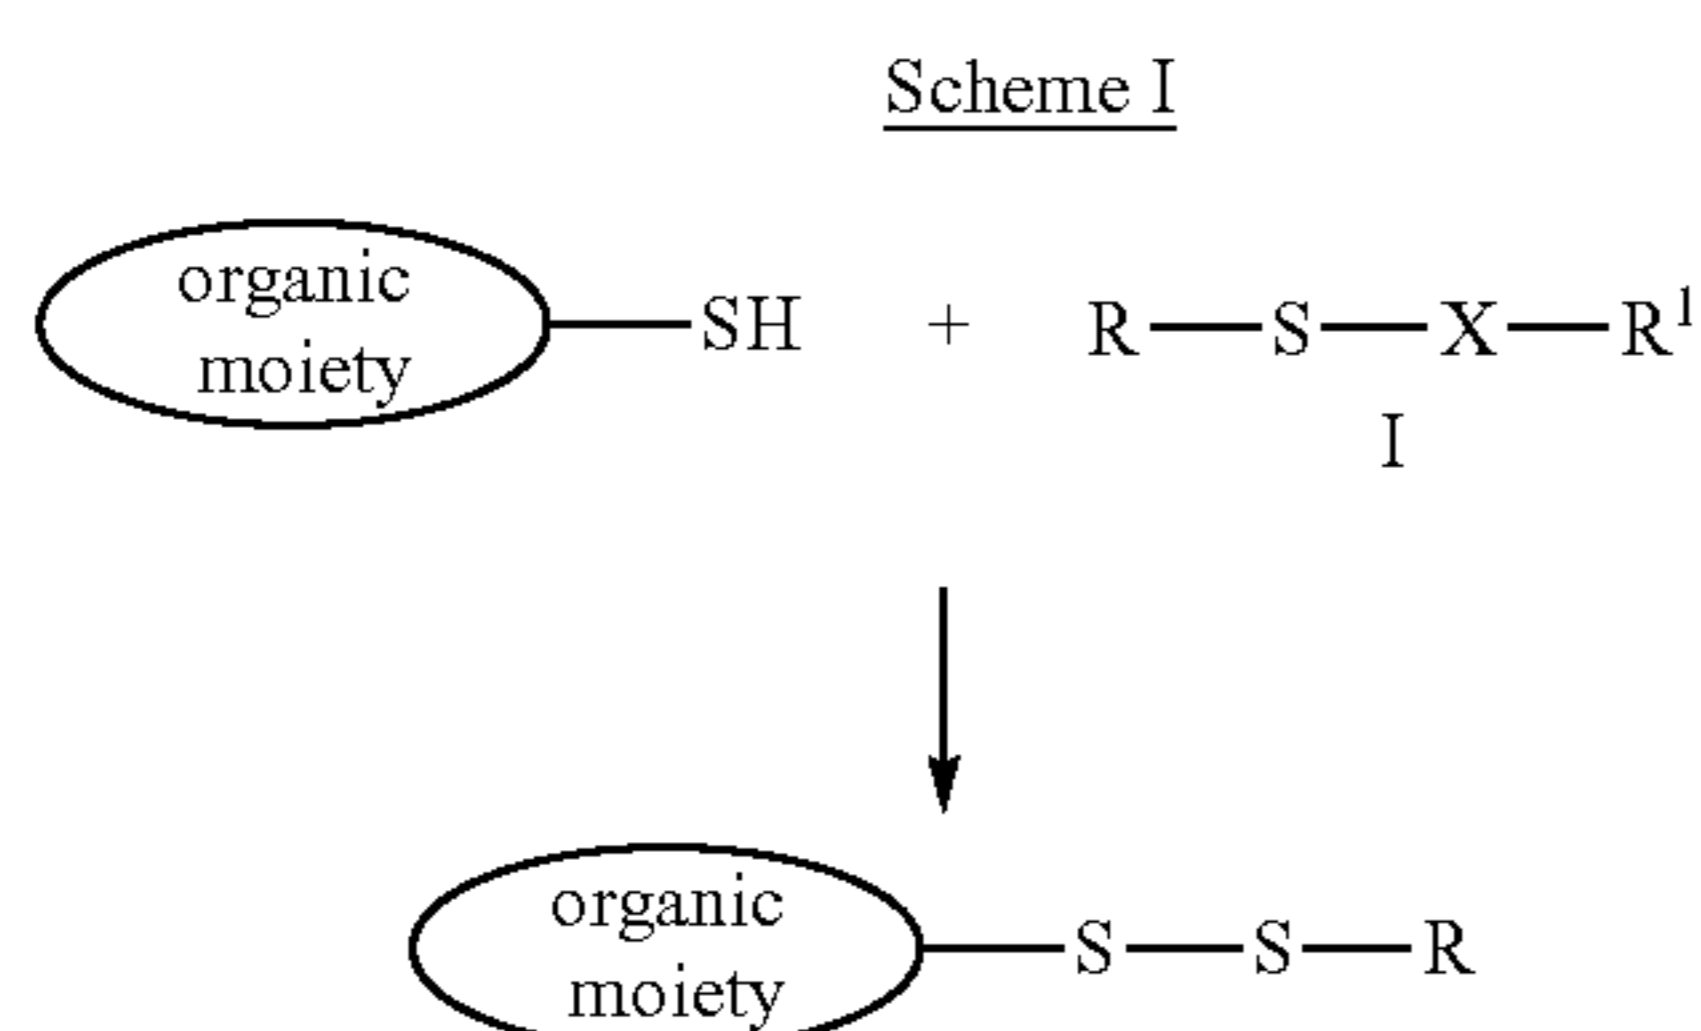 Scheme I
organic
moiety
—SH + R—S—X—R¹
I
organic
moiety
—S—S—R